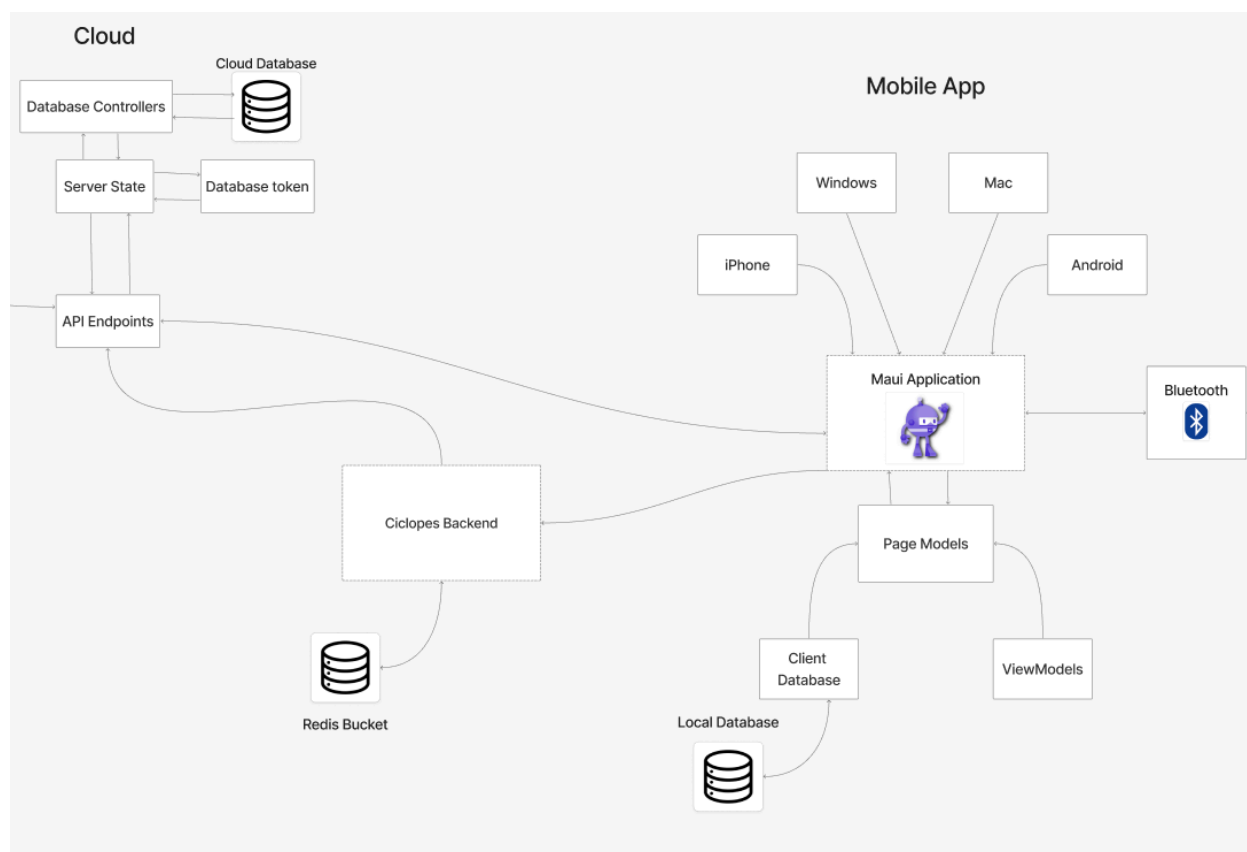 Cloud
Cloud Database
Database Controllers
Server State
Database token
API Endpoints
Mobile App
Windows
Mac
iPhone
Android
Maui Application
Bluetooth
Ciclopes Backend
Page Models
Redis Bucket
Client
Database
ViewModels
Local Database